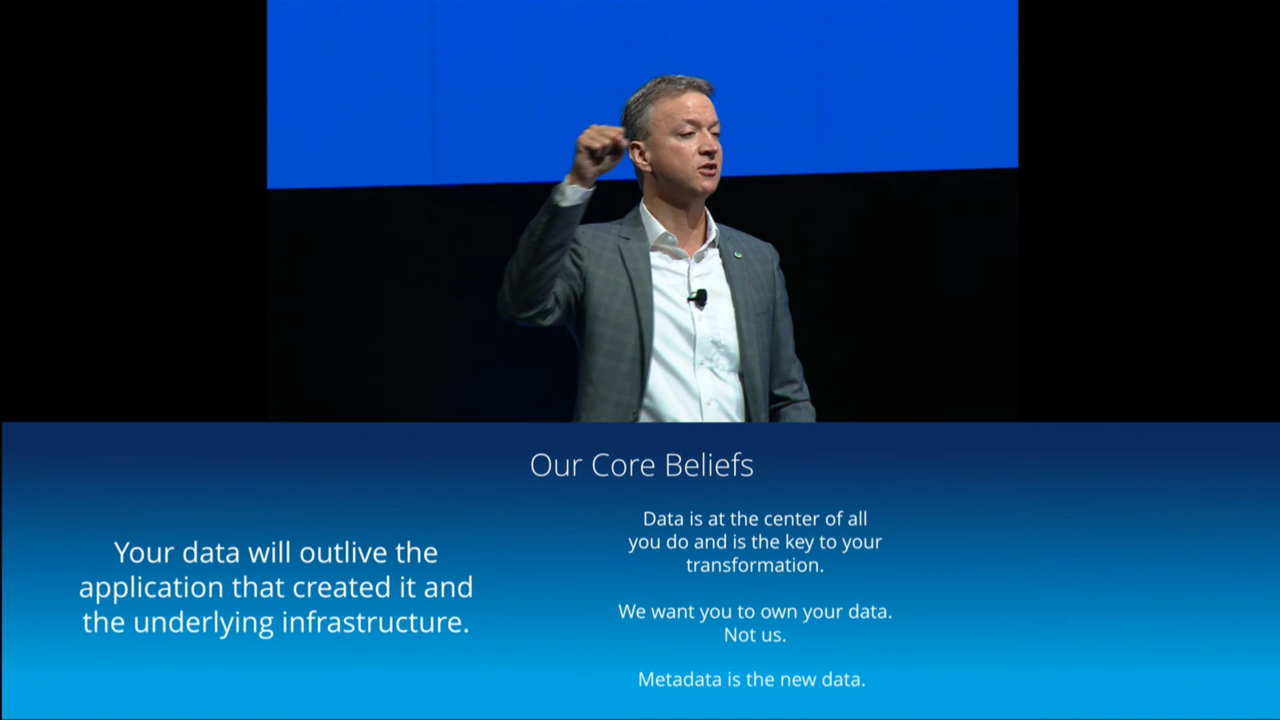 Our Core Beliefs
Your data will outlive the
application that created it and
the underlying infrastructure.
Data is at the center of all
you do and is the key to your
transformation.
We want you to own your data.
Not us.
Metadata is the new data.